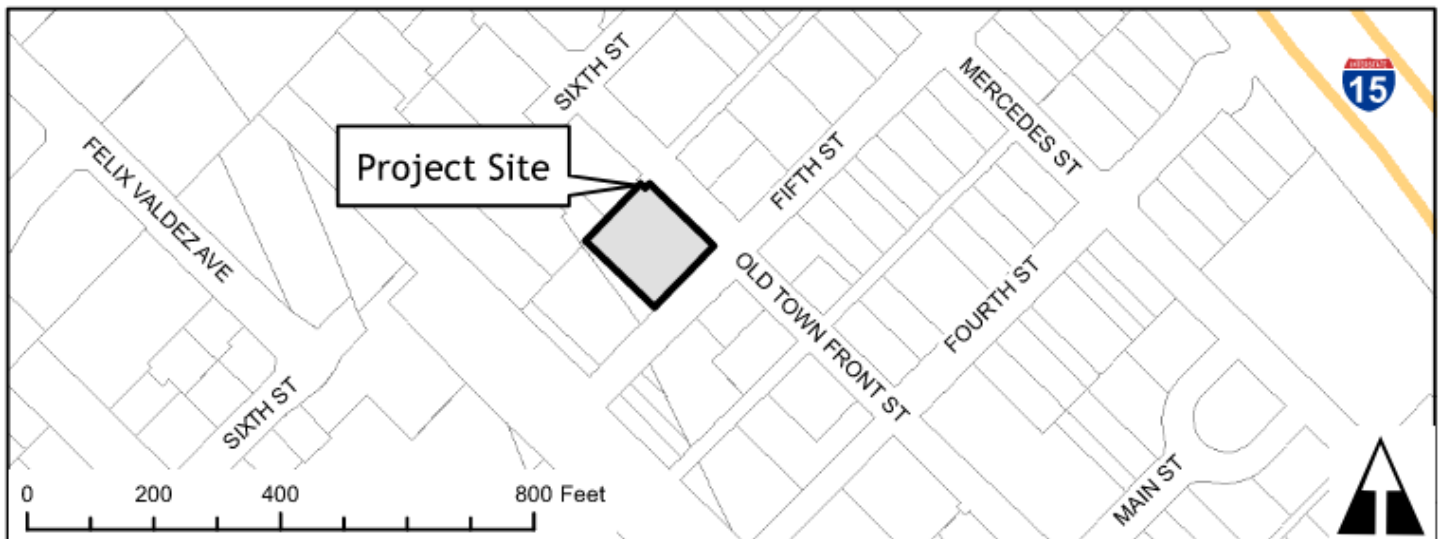 SIXTH ST
MERCEDES ST
INTERSTATE
15
FELIX VALDEZ AVE
Project Site
FIFTH ST
OLD TOWN FRONT ST
FOURTH ST
SIXTH ST
MAIN ST
0 200 400 800 Feet